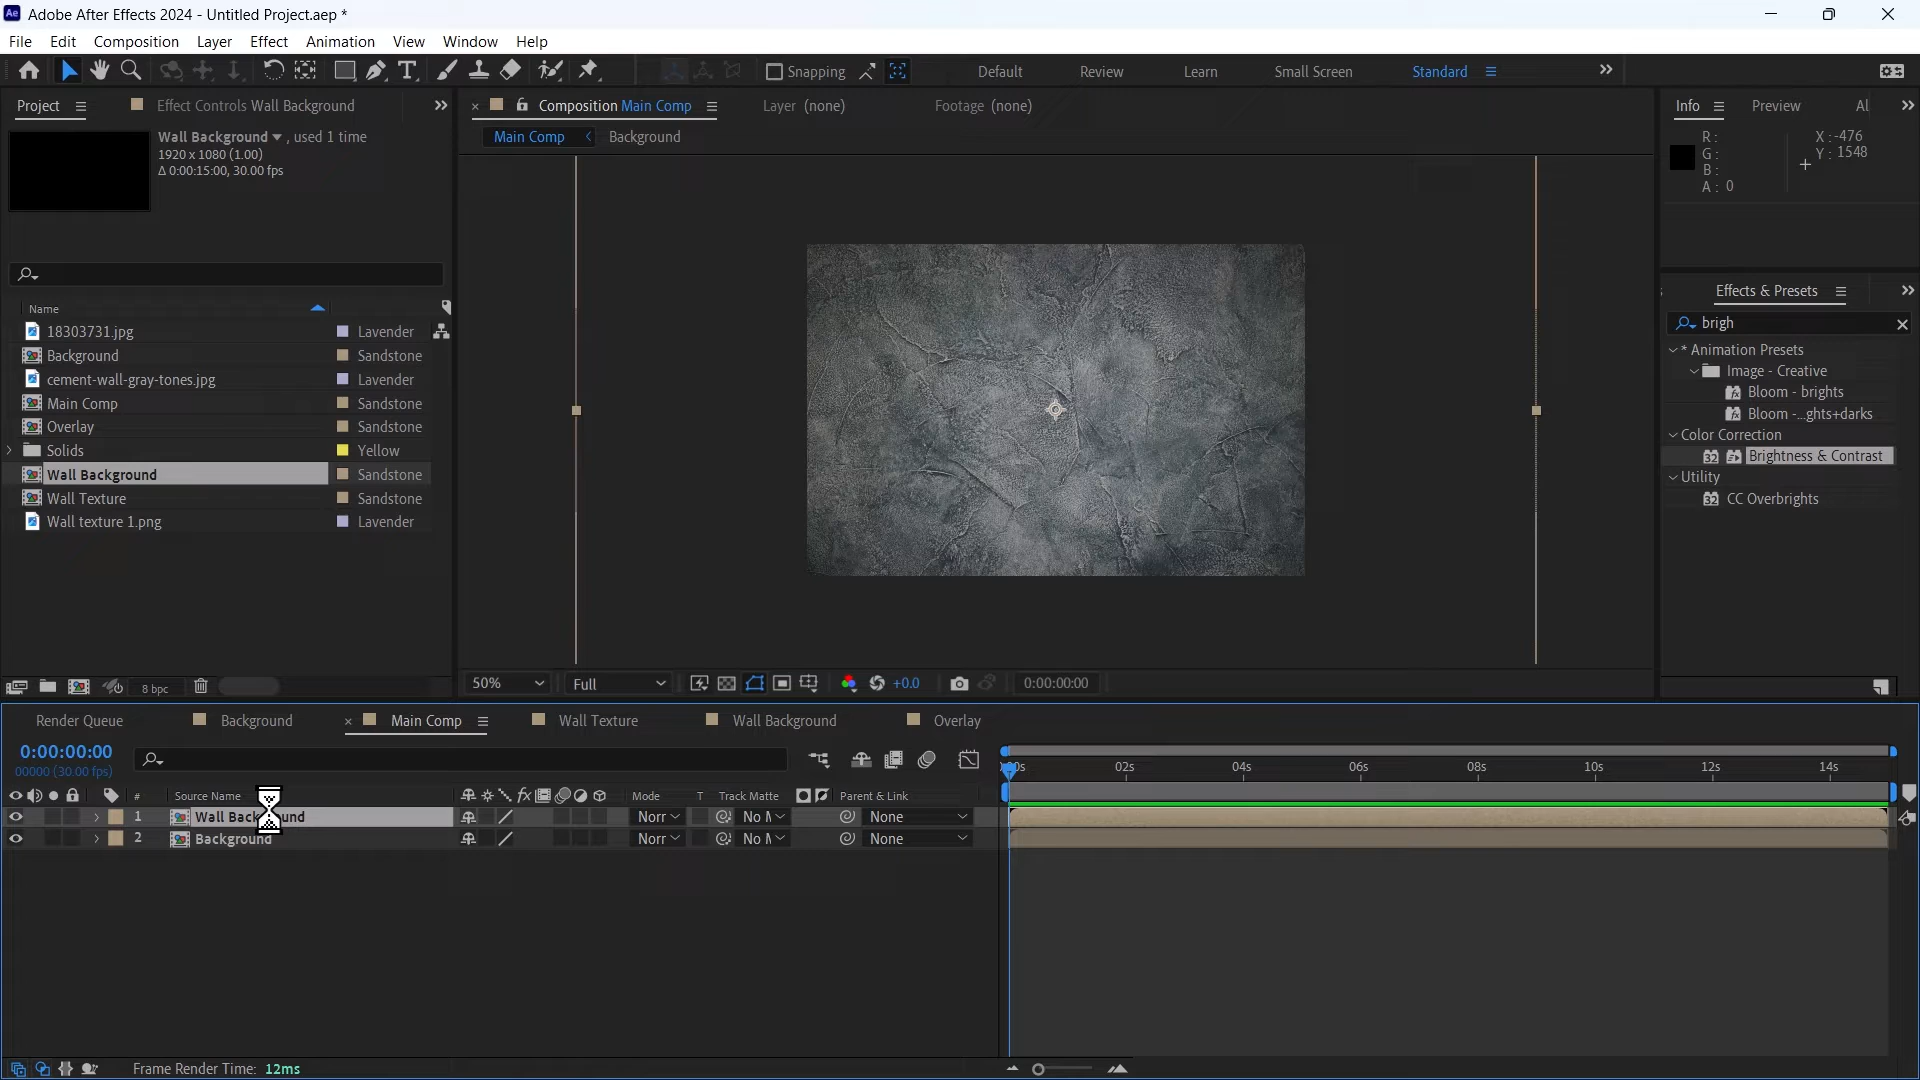 Ae Adobe After Effects 2024 - Untitled Project.aep *
File Edit Composition Layer Effect Animation View Window Help
Snapping Default Review Learn Small Screen Standard
Project Effect Controls Wall Background
Wall Background , used 1 time
1920 x 1080 (1.00)
Δ 0:00:15:00, 30.00 fps
Name
18303731.jpg Lavender
Background Sandstone
cement-wall-gray-tones.jpg Lavender
Main Comp Sandstone
Overlay Sandstone
Solids Yellow
Wall Background Sandstone
Wall Texture Sandstone
Wall texture 1.png Lavender
8 bpc
Composition Main Comp Layer (none) Footage (none)
Main Comp Background
50% Full +0.0 0:00:00:00
Info Preview Al
R :
G :
B :
A : 0
X :-476
Y : 1548
Effects & Presets
brigh
* Animation Presets
Image - Creative
Bloom - brights
Bloom -...ghts+darks
Color Correction
Brightness & Contrast
Utility
CC Overbrights
Render Queue Background Main Comp Wall Texture Wall Background Overlay
0:00:00:00
00000 (30.00 fps)
# Source Name fx Mode T Track Matte Parent & Link
1 Wall Background Norr No M None
2 Background Norr No M None
02s 04s 06s 08s 10s 12s 14s
Frame Render Time: 12ms